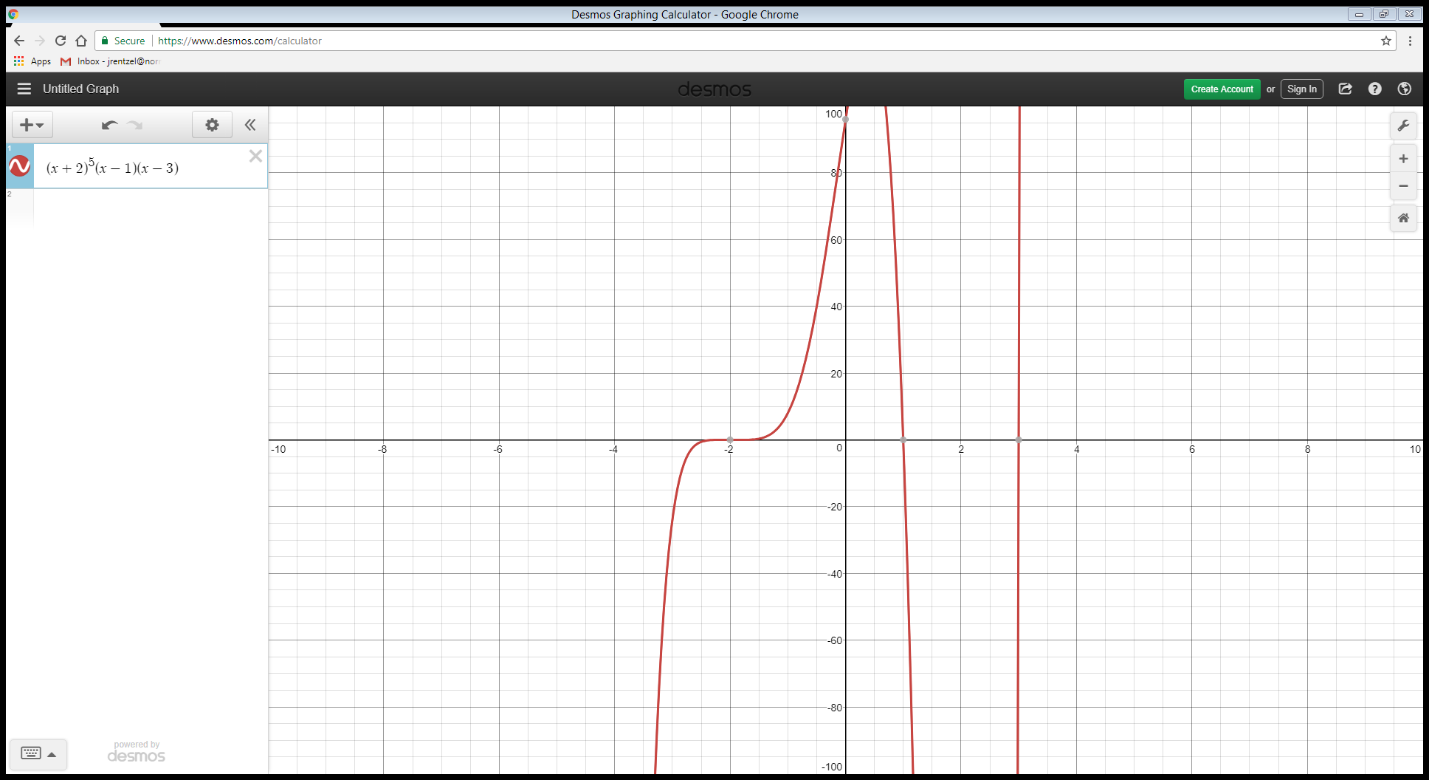 Desmos Graphing Calculator - Google Chrome
Secure | https://www.desmos.com/calculator
Apps Inbox - jrentzel@nor
Untitled Graph desmos Create Account or Sign In
1
(x + 2)^5(x − 1)(x − 3)
2
100
80
60
40
20
-10 -8 -6 -4 -2 0 2 4 6 8 10
-20
-40
-60
-80
-100
powered by
desmos